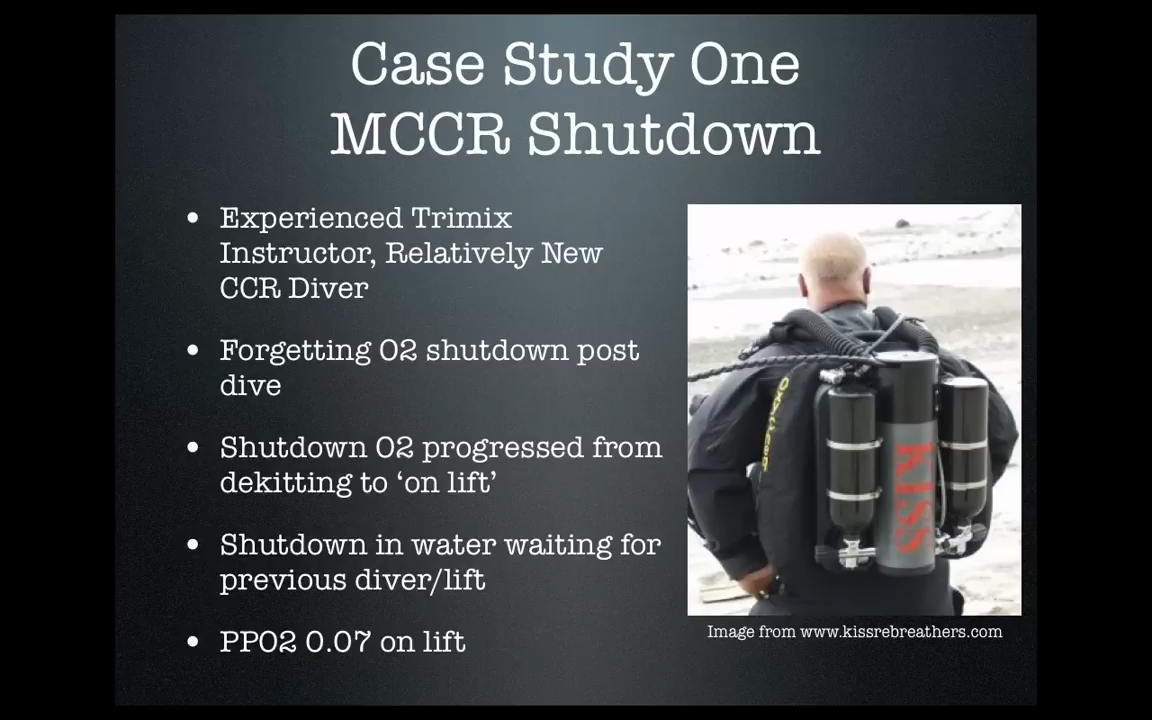 Case Study One
MCCR Shutdown
• Experienced Trimix
Instructor, Relatively New
CCR Diver
• Forgetting O2 shutdown post
dive
• Shutdown O2 progressed from
dekitting to ‘on lift’
• Shutdown in water waiting for
previous diver/lift
• PPO2 0.07 on lift
KISS
Image from www.kissrebreathers.com